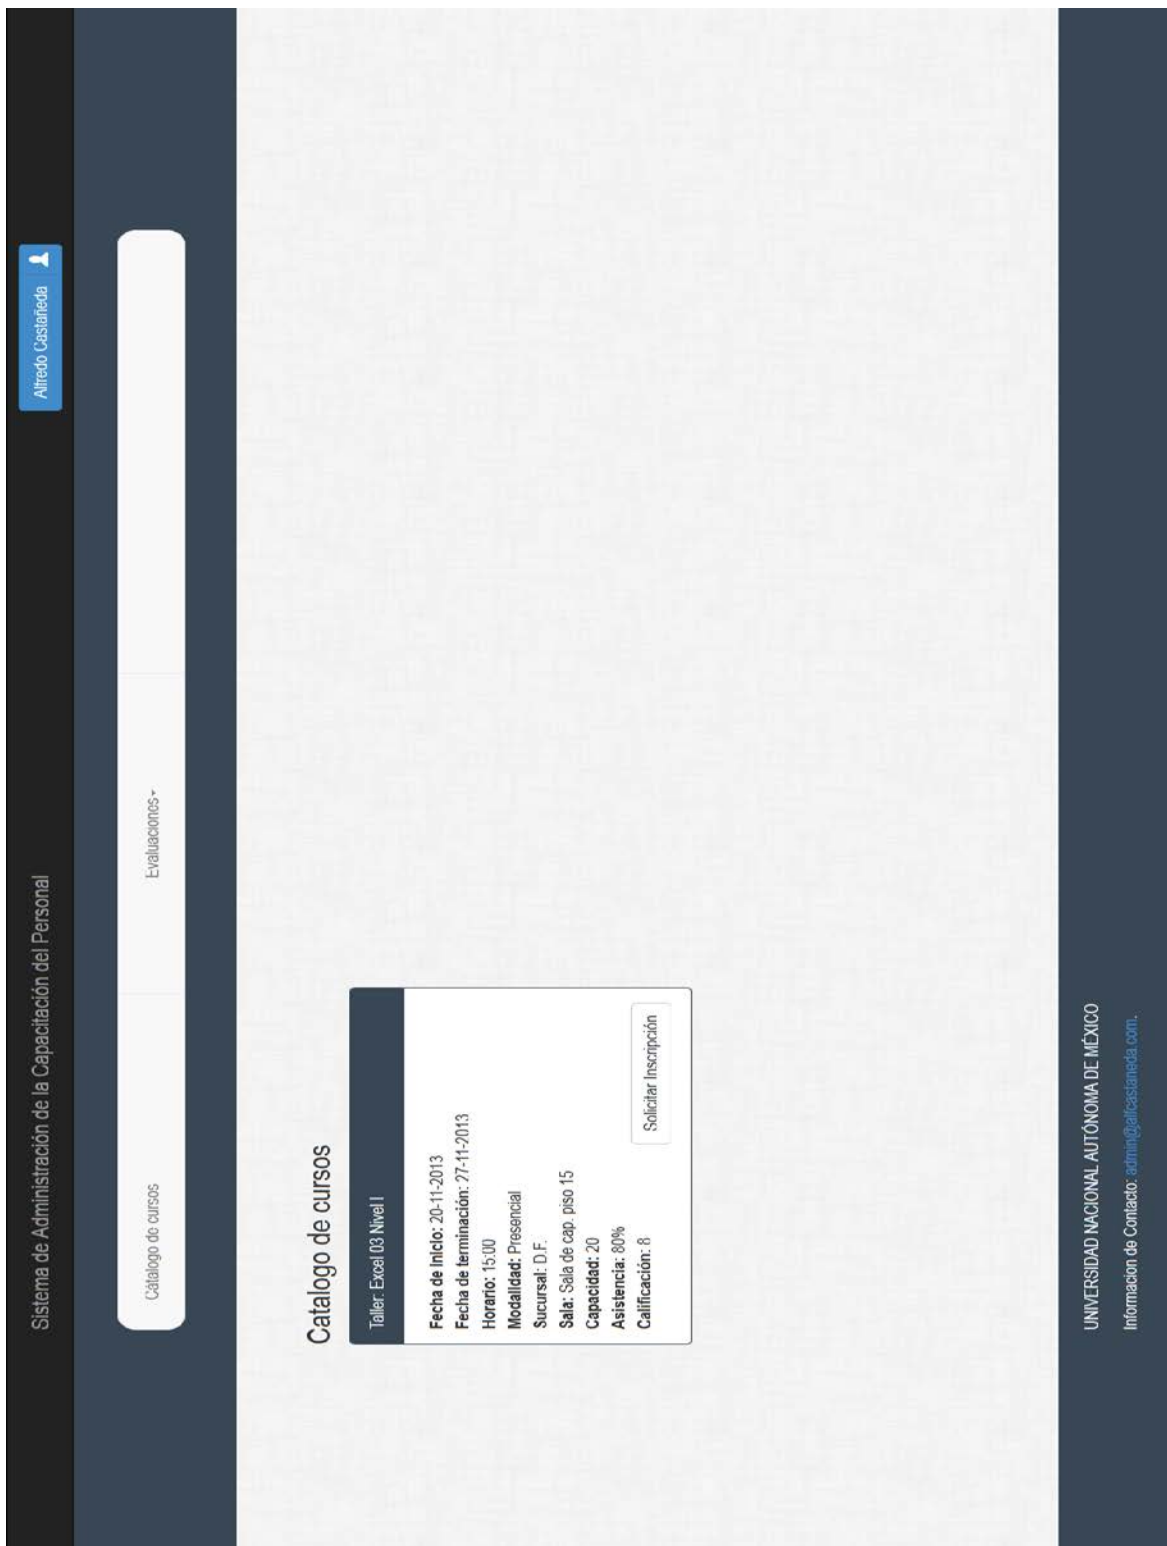 Sistema de Administración de la Capacitación del Personal
Alfredo Castañeda
Cátalogo de cursos
Evaluaciones
Catalogo de cursos
Taller: Excel 03 Nivel I
Fecha de Inicio: 20-11-2013
Fecha de terminación: 27-11-2013
Horario: 15:00
Modalidad: Presencial
Sucursal: D.F.
Sala: Sala de cap. piso 15
Capacidad: 20
Asistencia: 80%
Calificación: 8
Solicitar Inscripción
UNIVERSIDAD NACIONAL AUTÓNOMA DE MÉXICO
Informacion de Contacto: admin@alfcastaneda.com.